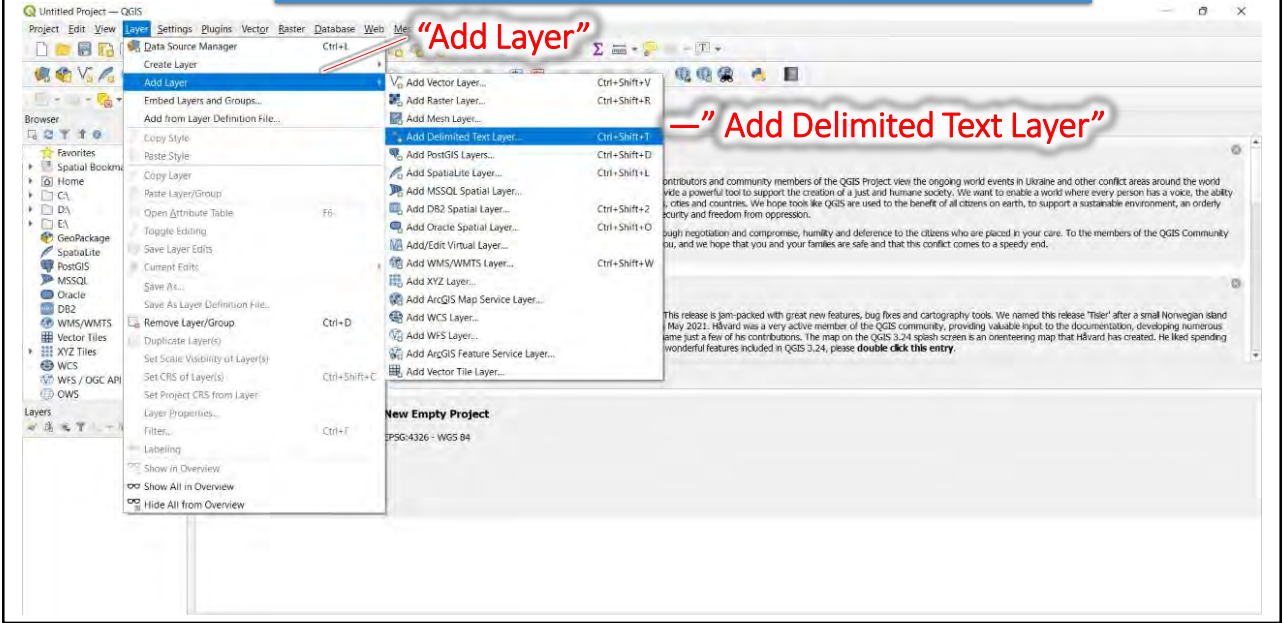 Untitled Project — QGIS
Project Edit View Layer Settings Plugins Vector Raster Database Web Me
“Add Layer”
—” Add Delimited Text Layer”
Data Source Manager Ctrl+L
Create Layer
Add Layer
Embed Layers and Groups...
Add from Layer Definition File...
Copy Style
Paste Style
Copy Layer
Paste Layer/Group
Open Attribute Table F6
Toggle Editing
Save Layer Edits
Current Edits
Save As...
Save As Layer Definition File...
Remove Layer/Group Ctrl+D
Duplicate Layer(s)
Set Scale Visibility of Layer(s)
Set CRS of Layer(s) Ctrl+Shift+C
Set Project CRS from Layer
Layer Properties...
Filter... Ctrl+F
Labeling
Show in Overview
Show All in Overview
Hide All from Overview
Add Vector Layer... Ctrl+Shift+V
Add Raster Layer... Ctrl+Shift+R
Add Mesh Layer...
Add Delimited Text Layer... Ctrl+Shift+T
Add PostGIS Layers... Ctrl+Shift+D
Add SpatiaLite Layer... Ctrl+Shift+L
Add MSSQL Spatial Layer...
Add DB2 Spatial Layer... Ctrl+Shift+2
Add Oracle Spatial Layer... Ctrl+Shift+O
Add/Edit Virtual Layer...
Add WMS/WMTS Layer... Ctrl+Shift+W
Add XYZ Layer...
Add ArcGIS Map Service Layer...
Add WCS Layer...
Add WFS Layer...
Add ArcGIS Feature Service Layer...
Add Vector Tile Layer...
Browser
Favorites
Spatial Bookma
Home
C:\
D:\
E:\
GeoPackage
SpatiaLite
PostGIS
MSSQL
Oracle
DB2
WMS/WMTS
Vector Tiles
XYZ Tiles
WCS
WFS / OGC API
OWS
Layers
ontributors and community members of the QGIS Project view the ongoing world events in Ukraine and other conflict areas around the world
vide a powerful tool to support the creation of a just and humane society. We want to enable a world where every person has a voice, the ability
, cities and countries. We hope tools like QGIS are used to the benefit of all citizens on earth, to support a sustainable environment, an orderly
ecurity and freedom from oppression.
ough negotiation and compromise, humility and deference to the citizens who are placed in your care. To the members of the QGIS Community
ou, and we hope that you and your families are safe and that this conflict comes to a speedy end.
This release is jam-packed with great new features, bug fixes and cartography tools. We named this release 'Tisler' after a small Norwegian island
May 2021. Håvard was a very active member of the QGIS community, providing valuable input to the documentation, developing numerous
ame just a few of his contributions. The map on the QGIS 3.24 splash screen is an orienteering map that Håvard has created. He liked spending
wonderful features included in QGIS 3.24, please double click this entry.
New Empty Project
EPSG:4326 - WGS 84